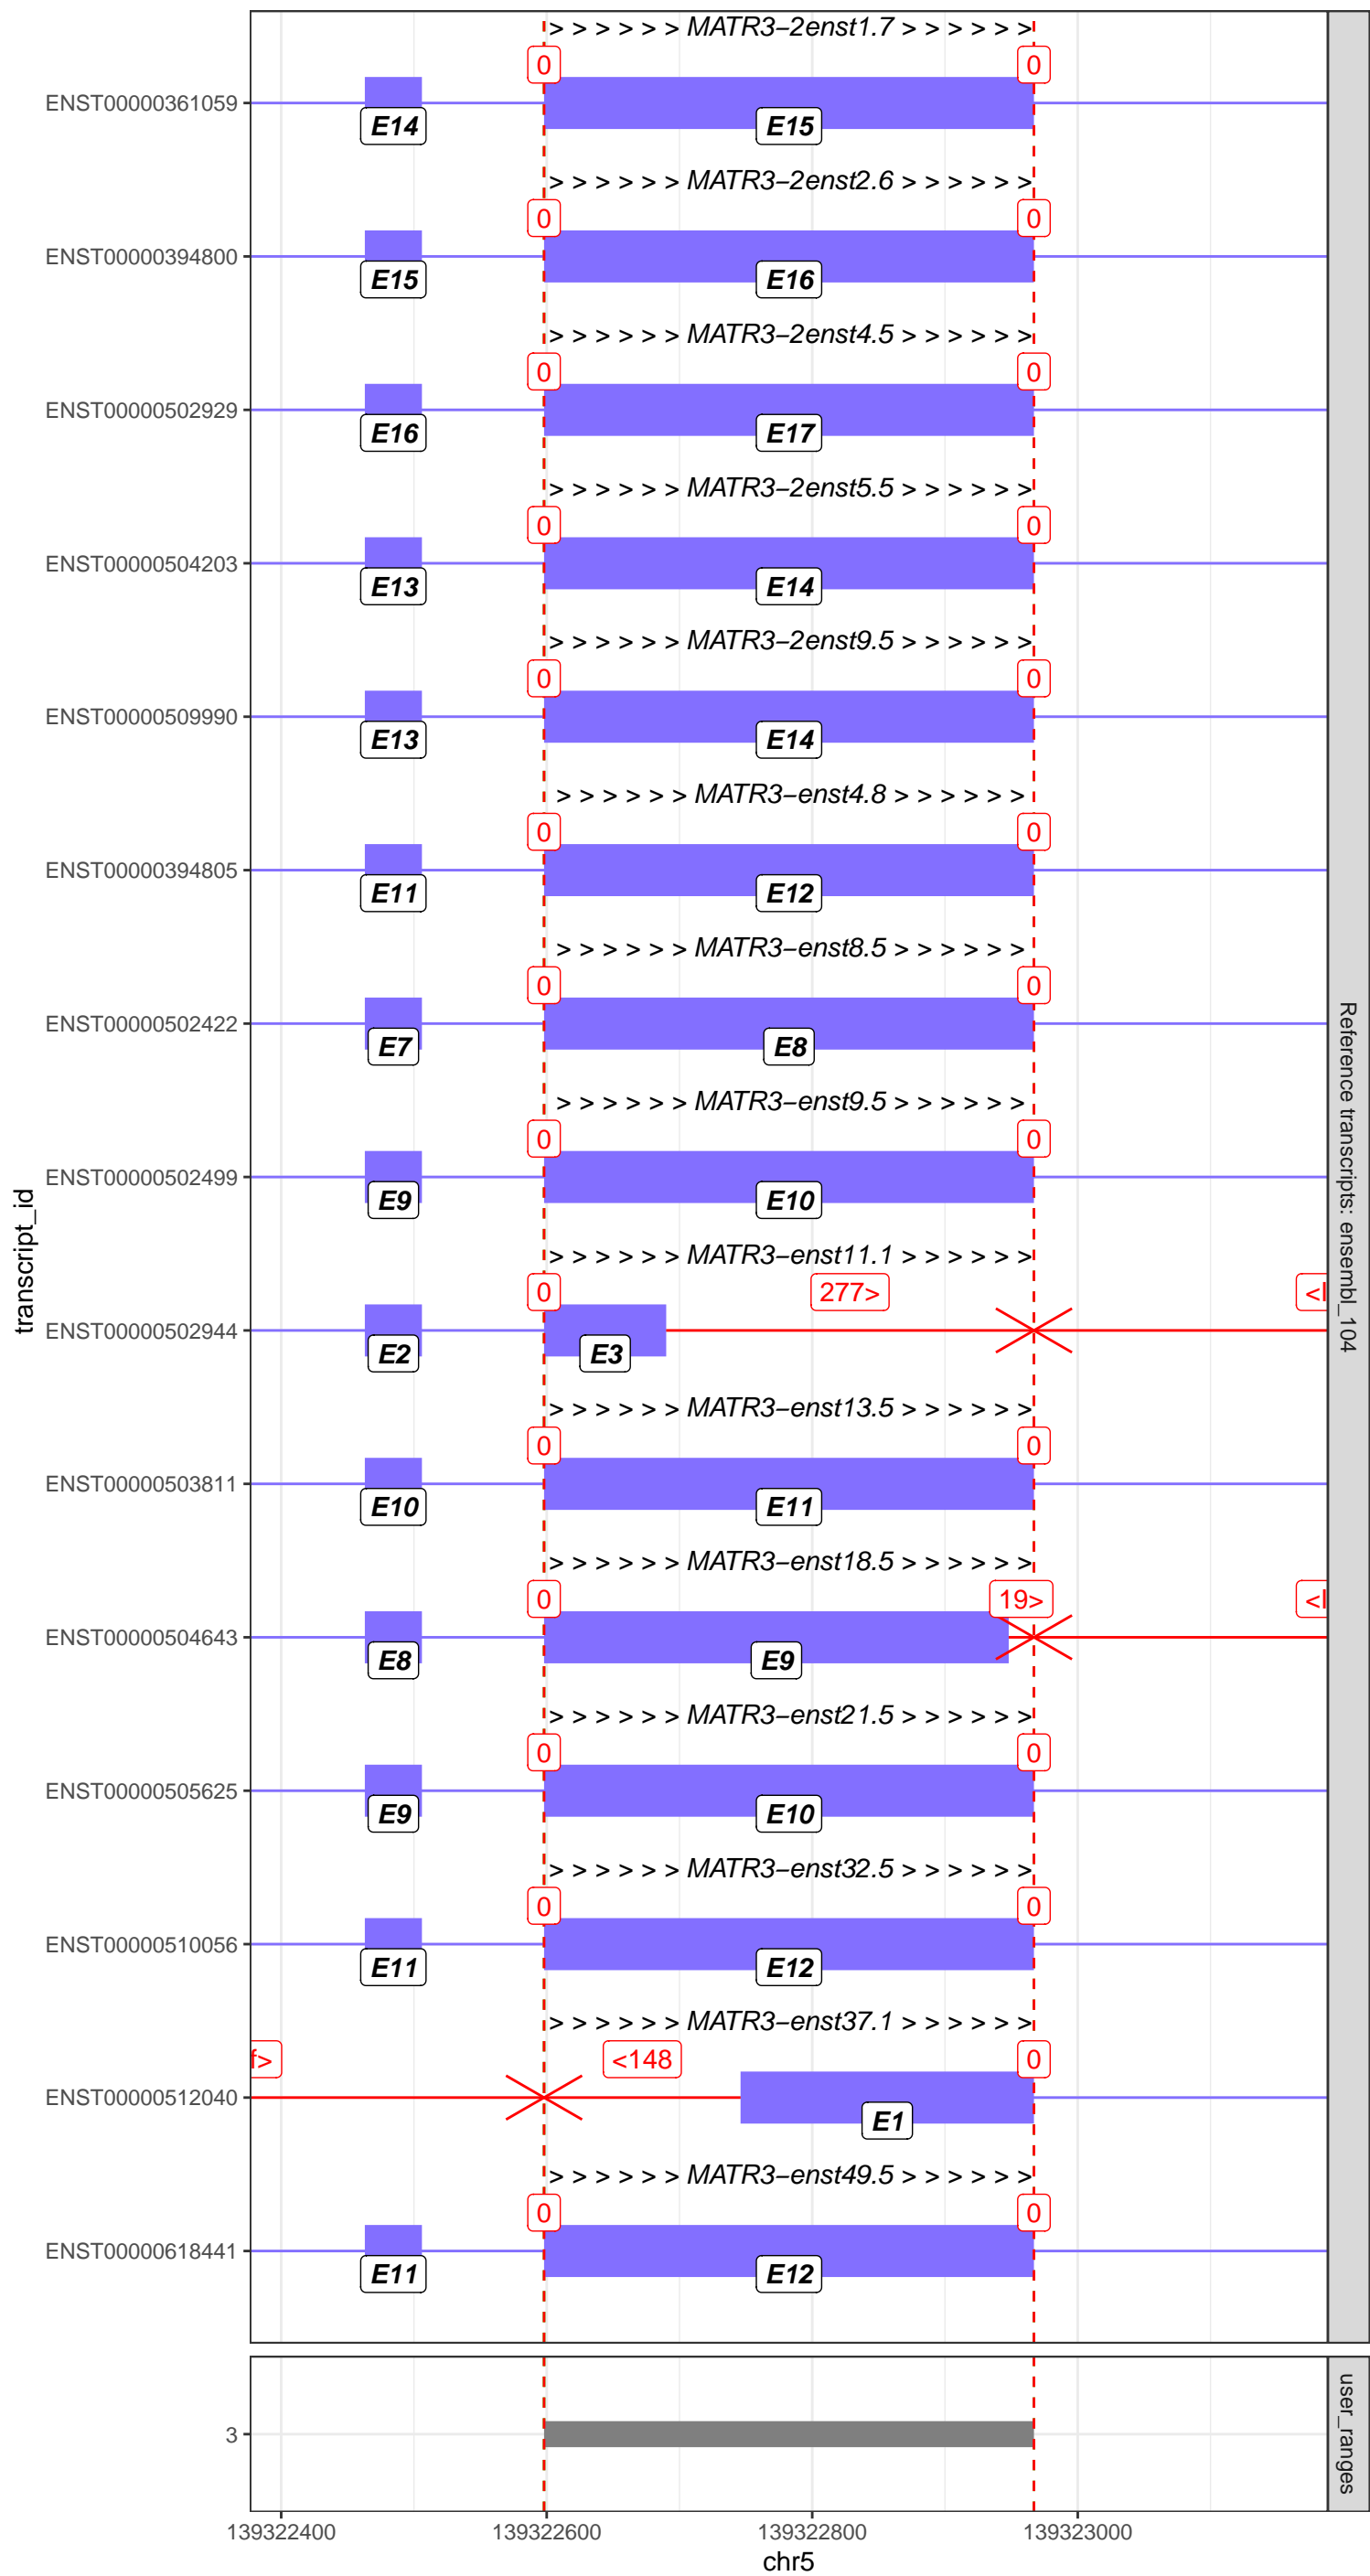 > > > > > > MATR3−2enst1.7 > > > > > >
0 0
ENST00000361059
E14 E15
> > > > > > MATR3−2enst2.6 > > > > > >
0 0
ENST00000394800
E15 E16
> > > > > > MATR3−2enst4.5 > > > > > >
0 0
ENST00000502929
E16 E17
> > > > > > MATR3−2enst5.5 > > > > > >
0 0
ENST00000504203
E13 E14
> > > > > > MATR3−2enst9.5 > > > > > >
0 0
ENST00000509990
E13 E14
> > > > > > MATR3−enst4.8 > > > > > >
0 0
ENST00000394805
E11 E12
> > > > > > MATR3−enst8.5 > > > > > >
0 0
ENST00000502422
E7 E8
> > > > > > MATR3−enst9.5 > > > > > >
0 0
ENST00000502499
E9 E10
> > > > > > MATR3−enst11.1 > > > > > >
0 277>
ENST00000502944
E2 E3
> > > > > > MATR3−enst13.5 > > > > > >
0 0
ENST00000503811
E10 E11
> > > > > > MATR3−enst18.5 > > > > > >
0 19>
ENST00000504643
E8 E9
> > > > > > MATR3−enst21.5 > > > > > >
0 0
ENST00000505625
E9 E10
> > > > > > MATR3−enst32.5 > > > > > >
0 0
ENST00000510056
E11 E12
> > > > > > MATR3−enst37.1 > > > > > >
f> <148 0
ENST00000512040
E1
> > > > > > MATR3−enst49.5 > > > > > >
0 0
ENST00000618441
E11 E12
transcript_id
Reference transcripts: ensembl_104
3
user_ranges
139322400 139322600 139322800 139323000
chr5